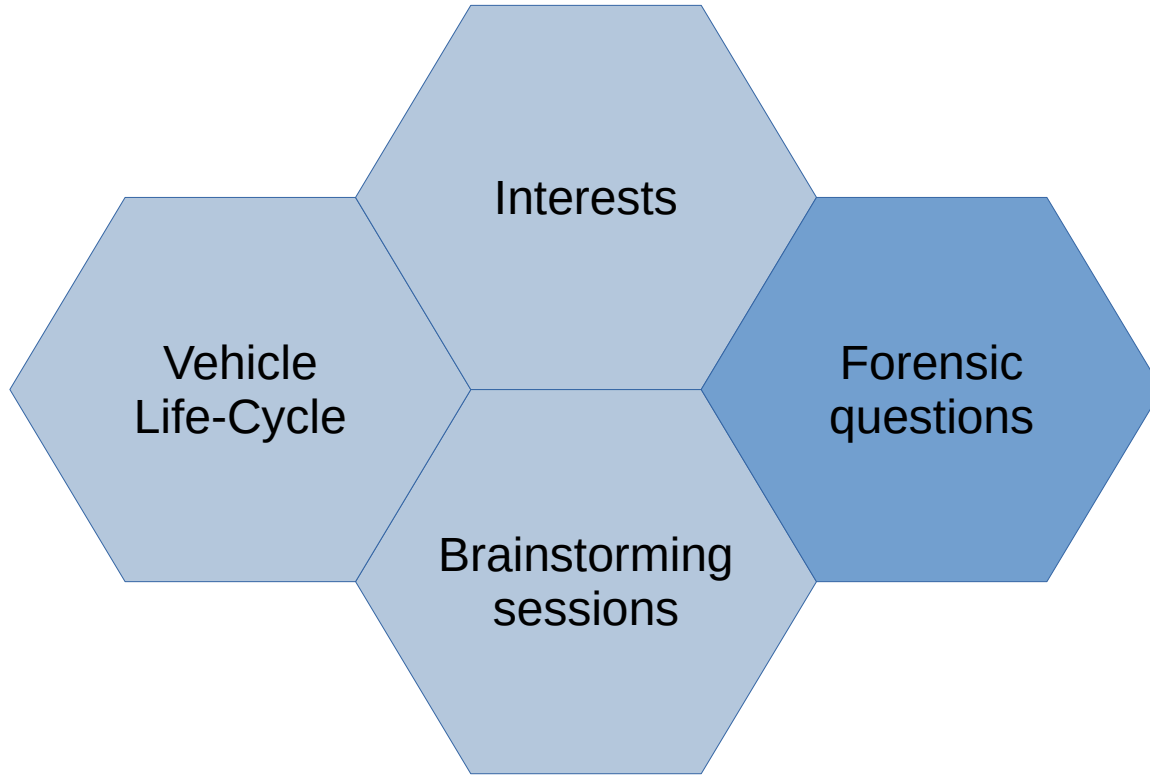 Interests
Vehicle
Life-Cycle
Forensic
questions
Brainstorming
sessions